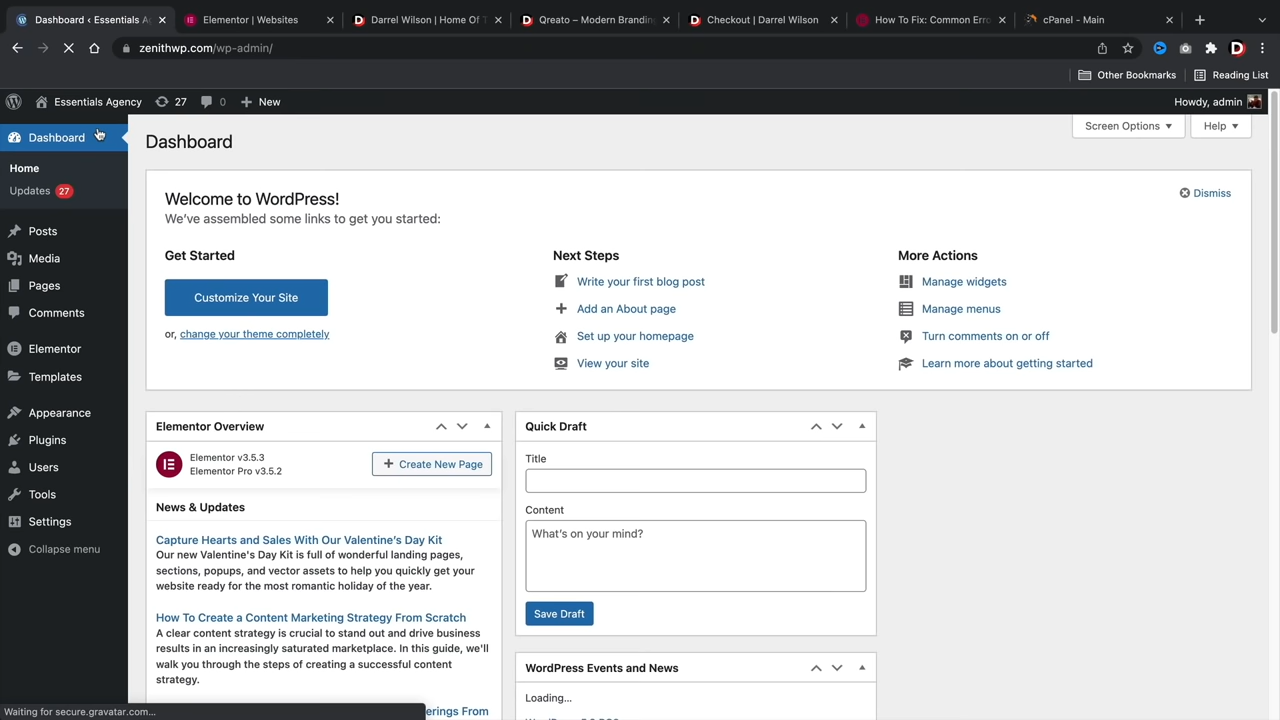 Dashboard ‹ Essentials Ag
Elementor | Websites
Darrel Wilson | Home Of T
Qreato – Modern Branding
Checkout | Darrel Wilson
How To Fix: Common Erro
cPanel - Main
zenithwp.com/wp-admin/
Other Bookmarks
Reading List
Essentials Agency
27
0
New
Howdy, admin
Dashboard
Home
Updates 27
Posts
Media
Pages
Comments
Elementor
Templates
Appearance
Plugins
Users
Tools
Settings
Collapse menu
Dashboard
Screen Options
Help
Welcome to WordPress!
We've assembled some links to get you started:
Dismiss
Get Started
Customize Your Site
or, change your theme completely
Next Steps
Write your first blog post
Add an About page
Set up your homepage
View your site
More Actions
Manage widgets
Manage menus
Turn comments on or off
Learn more about getting started
Elementor Overview
Elementor v3.5.3
Elementor Pro v3.5.2
Create New Page
News & Updates
Capture Hearts and Sales With Our Valentine's Day Kit
Our new Valentine's Day Kit is full of wonderful landing pages,
sections, popups, and vector assets to help you quickly get your
website ready for the most romantic holiday of the year.
How To Create a Content Marketing Strategy From Scratch
A clear content strategy is crucial to stand out and drive business
results in an increasingly saturated marketplace. In this guide, we'll
walk you through the steps of creating a successful content
strategy.
erings From
Quick Draft
Title
Content
What's on your mind?
Save Draft
WordPress Events and News
Loading...
Waiting for secure.gravatar.com...